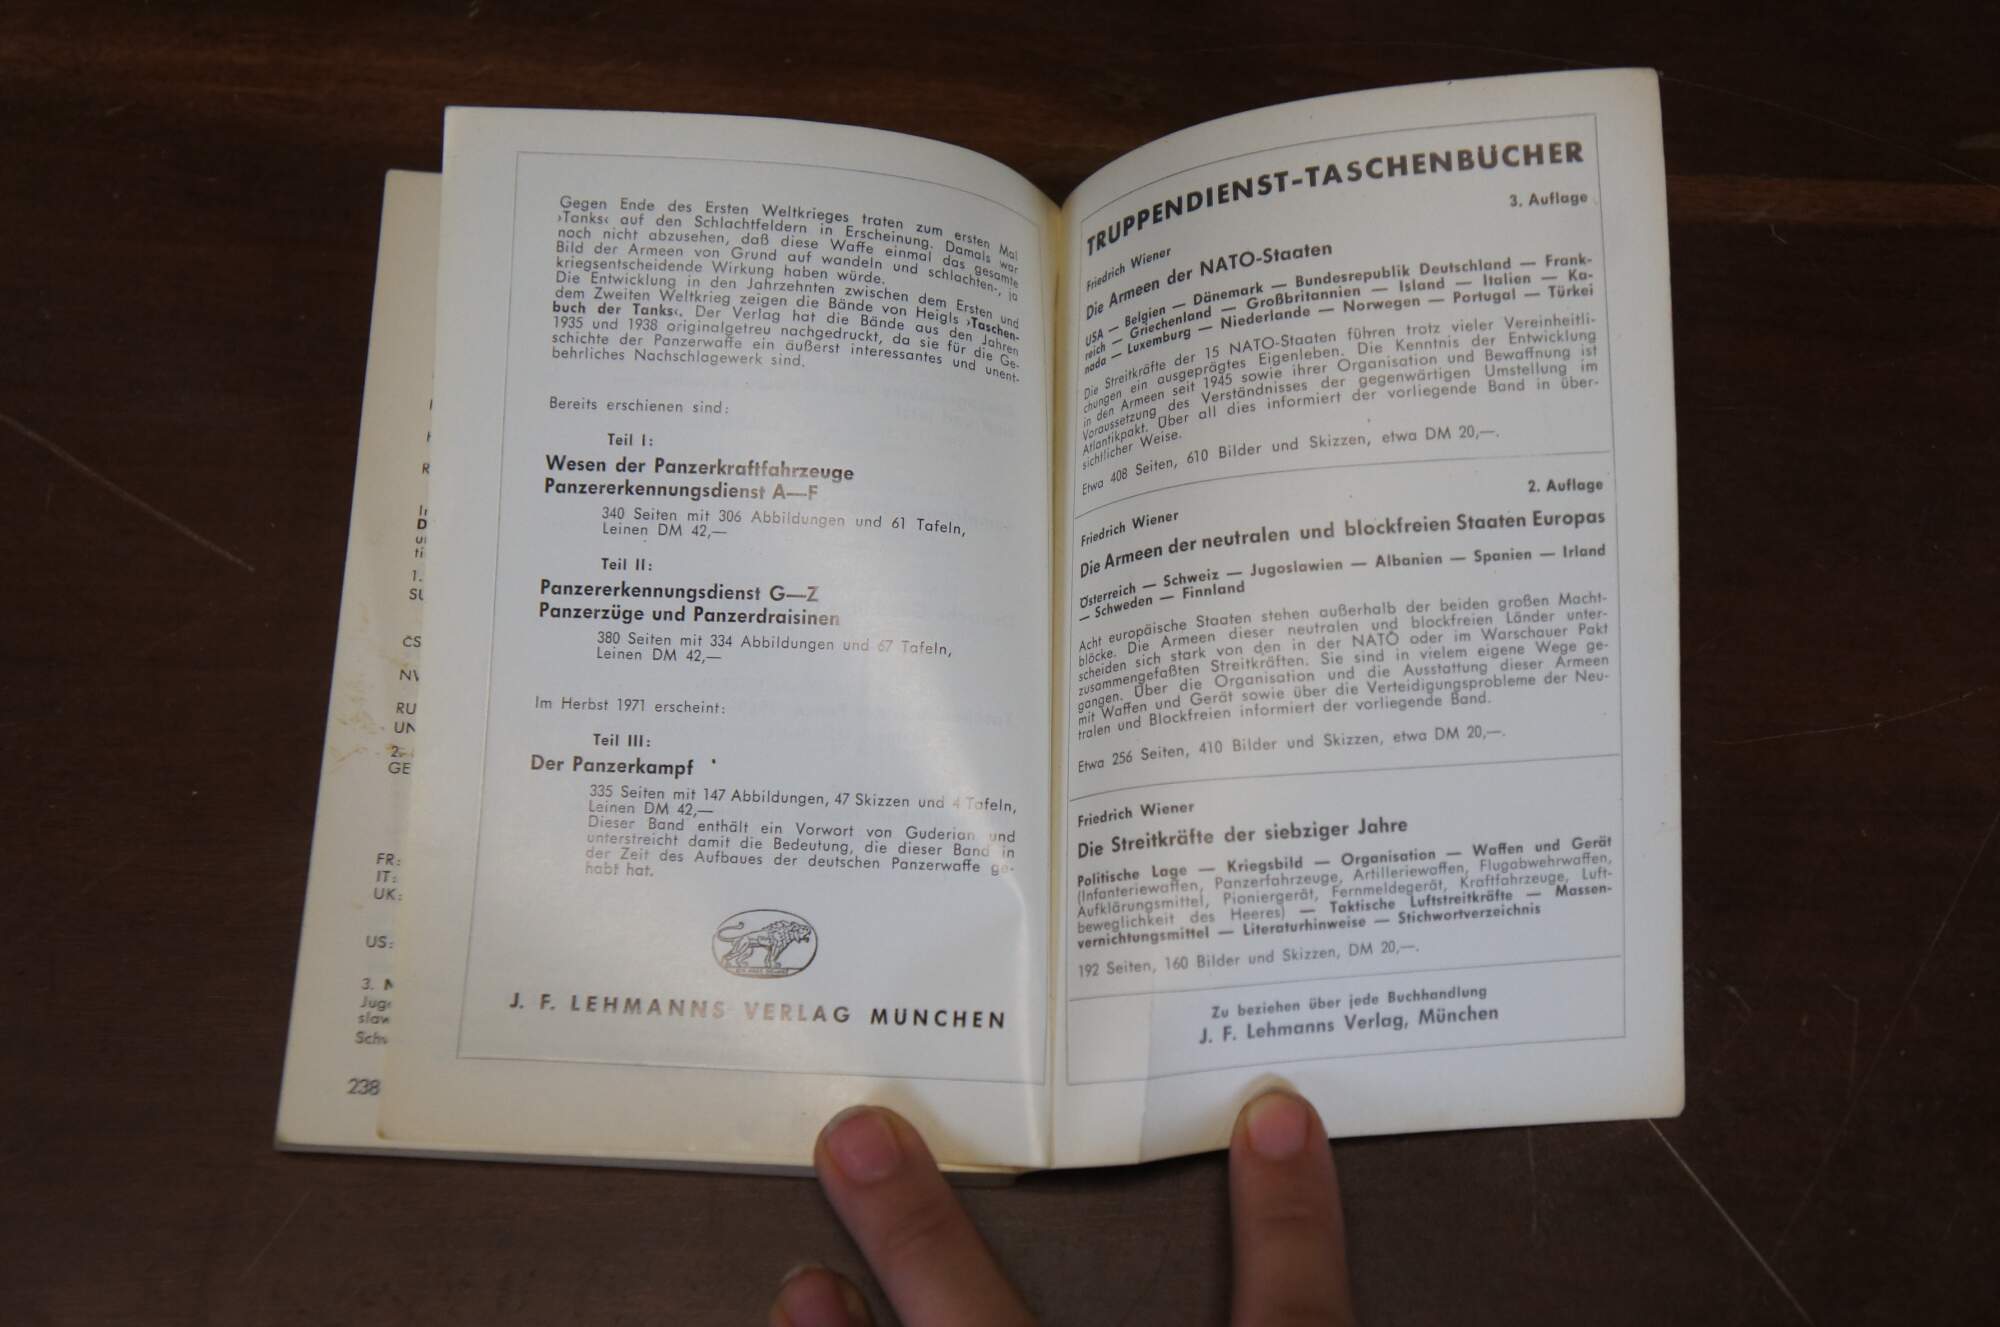 Gegen Ende des Ersten Weltkrieges traten zum ersten Mal
›Tanks‹ auf den Schlachtfeldern in Erscheinung. Damals war
noch nicht abzusehen, daß diese Waffe einmal das gesamte
Bild der Armeen von Grund auf wandeln und schlachten-, ja
kriegsentscheidende Wirkung haben würde.
Die Entwicklung in den Jahrzehnten zwischen dem Ersten und
dem Zweiten Weltkrieg zeigen die Bände von Heigls ›Taschen-
buch der Tanks‹. Der Verlag hat die Bände aus den Jahren
1935 und 1938 originalgetreu nachgedruckt, da sie für die Ge-
schichte der Panzerwaffe ein äußerst interessantes und unent-
behrliches Nachschlagewerk sind.
Bereits erschienen sind:
Teil I:
Wesen der Panzerkraftfahrzeuge
Panzererkennungsdienst A—F
340 Seiten mit 306 Abbildungen und 61 Tafeln,
Leinen DM 42,—
Teil II:
Panzererkennungsdienst G—Z
Panzerzüge und Panzerdraisinen
380 Seiten mit 334 Abbildungen und 67 Tafeln,
Leinen DM 42,—
Im Herbst 1971 erscheint:
Teil III:
Der Panzerkampf
335 Seiten mit 147 Abbildungen, 47 Skizzen und 4 Tafeln,
Leinen DM 42,—
Dieser Band enthält ein Vorwort von Guderian und
unterstreicht damit die Bedeutung, die dieser Band in
der Zeit des Aufbaues der deutschen Panzerwaffe ge-
habt hat.
J. F. LEHMANNS VERLAG MÜNCHEN
TRUPPENDIENST-TASCHENBÜCHER
3. Auflage
Friedrich Wiener
Die Armeen der NATO-Staaten
USA — Belgien — Dänemark — Bundesrepublik Deutschland — Frank-
reich — Griechenland — Großbritannien — Island — Italien — Ka-
nada — Luxemburg — Niederlande — Norwegen — Portugal — Türkei
Die Streitkräfte der 15 NATO-Staaten führen trotz vieler Vereinheitli-
chungen ein ausgeprägtes Eigenleben. Die Kenntnis der Entwicklung
in den Armeen seit 1945 sowie ihrer Organisation und Bewaffnung ist
Voraussetzung des Verständnisses der gegenwärtigen Umstellung im
Atlantikpakt. Über all dies informiert der vorliegende Band in über-
sichtlicher Weise.
Etwa 408 Seiten, 610 Bilder und Skizzen, etwa DM 20,—.
2. Auflage
Friedrich Wiener
Die Armeen der neutralen und blockfreien Staaten Europas
Österreich — Schweiz — Jugoslawien — Albanien — Spanien — Irland
— Schweden — Finnland
Acht europäische Staaten stehen außerhalb der beiden großen Macht-
blöcke. Die Armeen dieser neutralen und blockfreien Länder unter-
scheiden sich stark von den in der NATO oder im Warschauer Pakt
zusammengefaßten Streitkräften. Sie sind in vielem eigene Wege ge-
gangen. Über die Organisation und die Ausstattung dieser Armeen
mit Waffen und Gerät sowie über die Verteidigungsprobleme der Neu-
tralen und Blockfreien informiert der vorliegende Band.
Etwa 256 Seiten, 410 Bilder und Skizzen, etwa DM 20,—.
Friedrich Wiener
Die Streitkräfte der siebziger Jahre
Politische Lage — Kriegsbild — Organisation — Waffen und Gerät
(Infanteriewaffen, Panzerfahrzeuge, Artilleriewaffen, Flugabwehrwaffen,
Aufklärungsmittel, Pioniergerät, Fernmeldegerät, Kraftfahrzeuge, Luft-
beweglichkeit des Heeres) — Taktische Luftstreitkräfte — Massen-
vernichtungsmittel — Literaturhinweise — Stichwortverzeichnis
192 Seiten, 160 Bilder und Skizzen, DM 20,—.
Zu beziehen über jede Buchhandlung
J. F. Lehmanns Verlag, München
1.
2.
GE
FR:
IT:
UK:
US:
3.
238